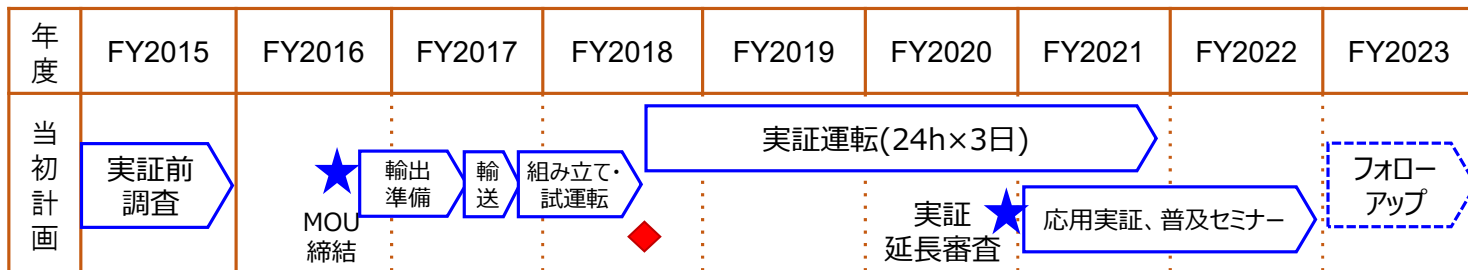 年度
FY2015
FY2016
FY2017
FY2018
FY2019
FY2020
FY2021
FY2022
FY2023
当初計画
実証前
調査
MOU
締結
輸出
準備
輸
送
組み立て・
試運転
実証運転(24h×3日)
実証
延長審査
応用実証、普及セミナー
フォロー
アップ